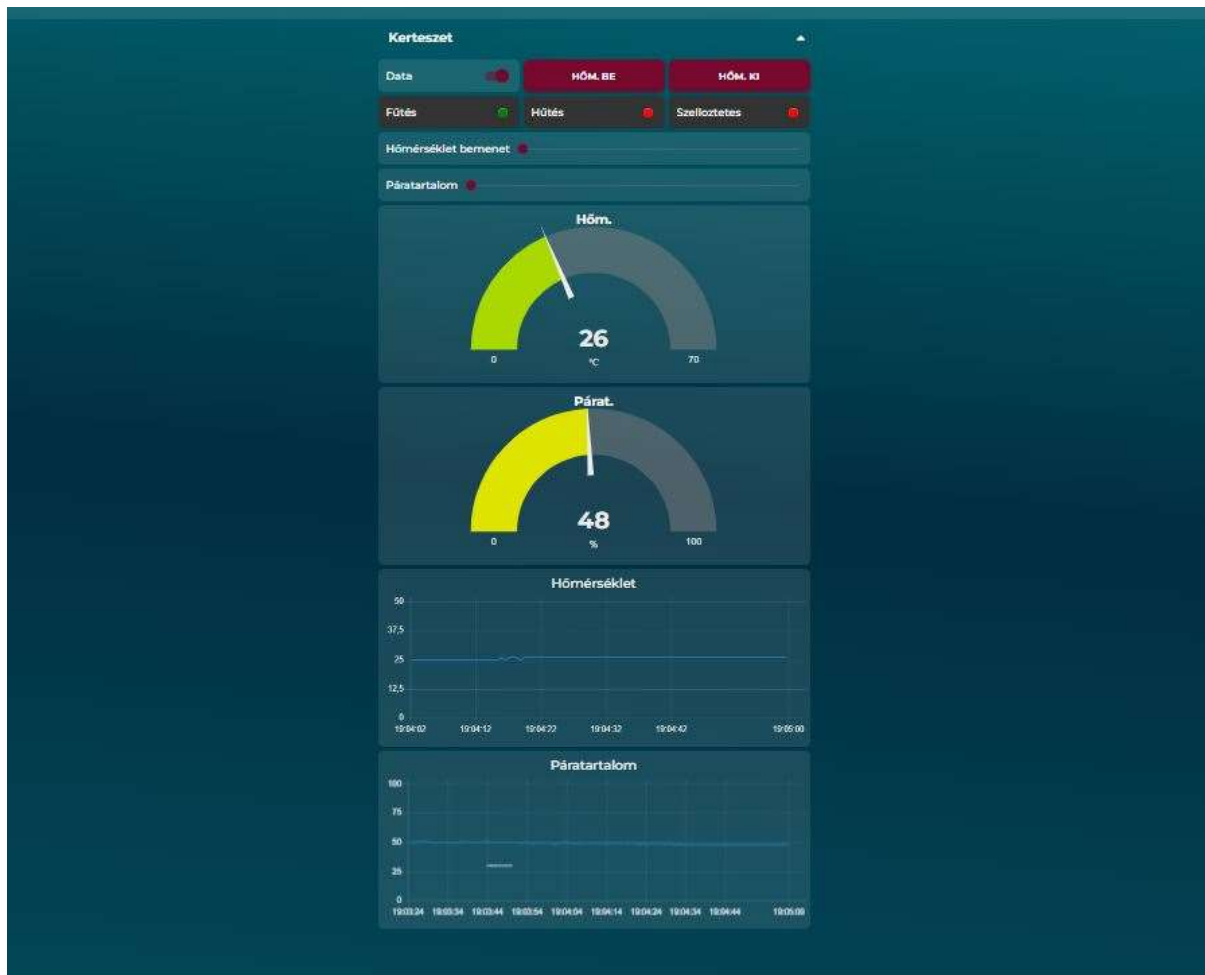 Kerteszet
Data HŐM. BE HŐM. KI
Fűtés Hűtés Szelloztetes
Hőmérséklet bemenet
Páratartalom
Hőm.
26
0 °C 70
Párat.
48
0 % 100
Hőmérséklet
50
37,5
25
12,5
0
19:04:02 19:04:12 19:04:22 19:04:32 19:04:42 19:05:00
Páratartalom
100
75
50
25
0
19:03:24 19:03:34 19:03:44 19:03:54 19:04:04 19:04:14 19:04:24 19:04:34 19:04:44 19:05:00